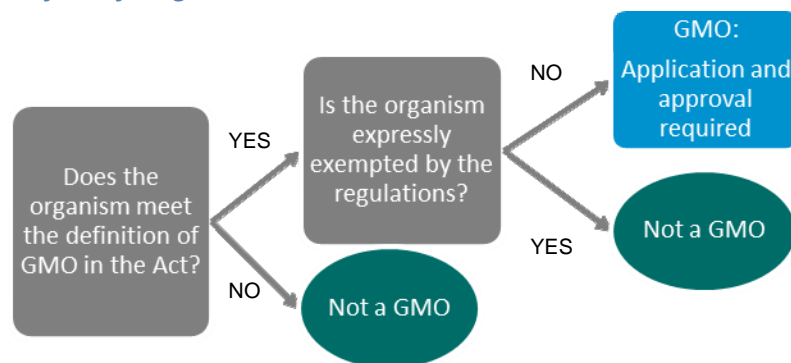 Does the
organism meet
the definition of
GMO in the Act?
YES
NO
Is the organism
expressly
exempted by the
regulations?
Not a GMO
NO
YES
GMO:
Application and
approval
required
Not a GMO